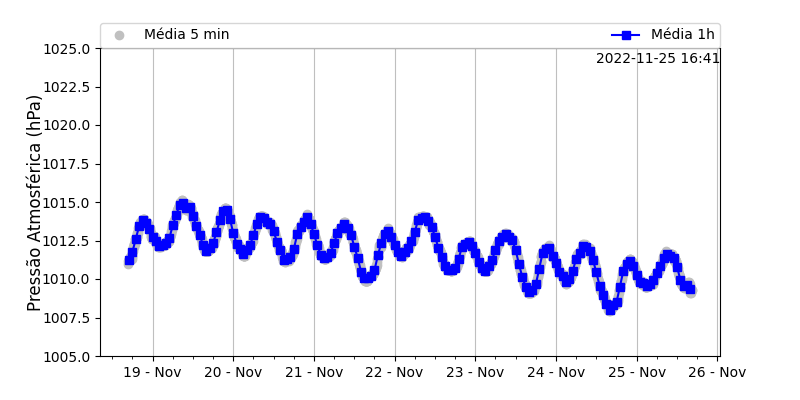 Média 5 min
Média 1h
2022-11-25 16:41
Pressão Atmosférica (hPa)
1025.0
1022.5
1020.0
1017.5
1015.0
1012.5
1010.0
1007.5
1005.0
19 - Nov
20 - Nov
21 - Nov
22 - Nov
23 - Nov
24 - Nov
25 - Nov
26 - Nov